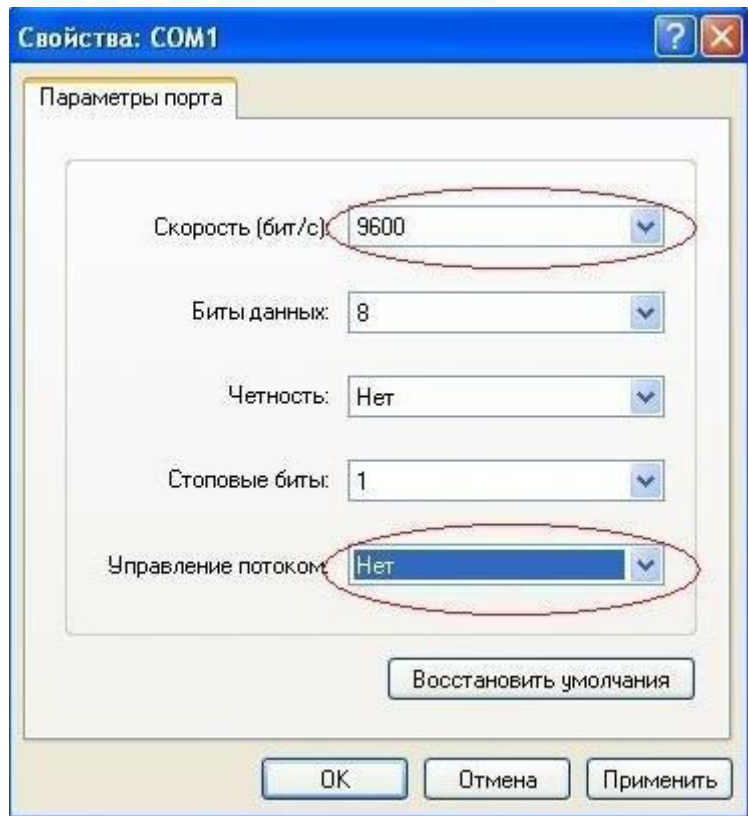 Свойства: COM1
Параметры порта
Скорость (бит/с): 9600
Биты данных: 8
Четность: Нет
Стоповые биты: 1
Управление потоком: Нет
Восстановить умолчания
OK Отмена Применить